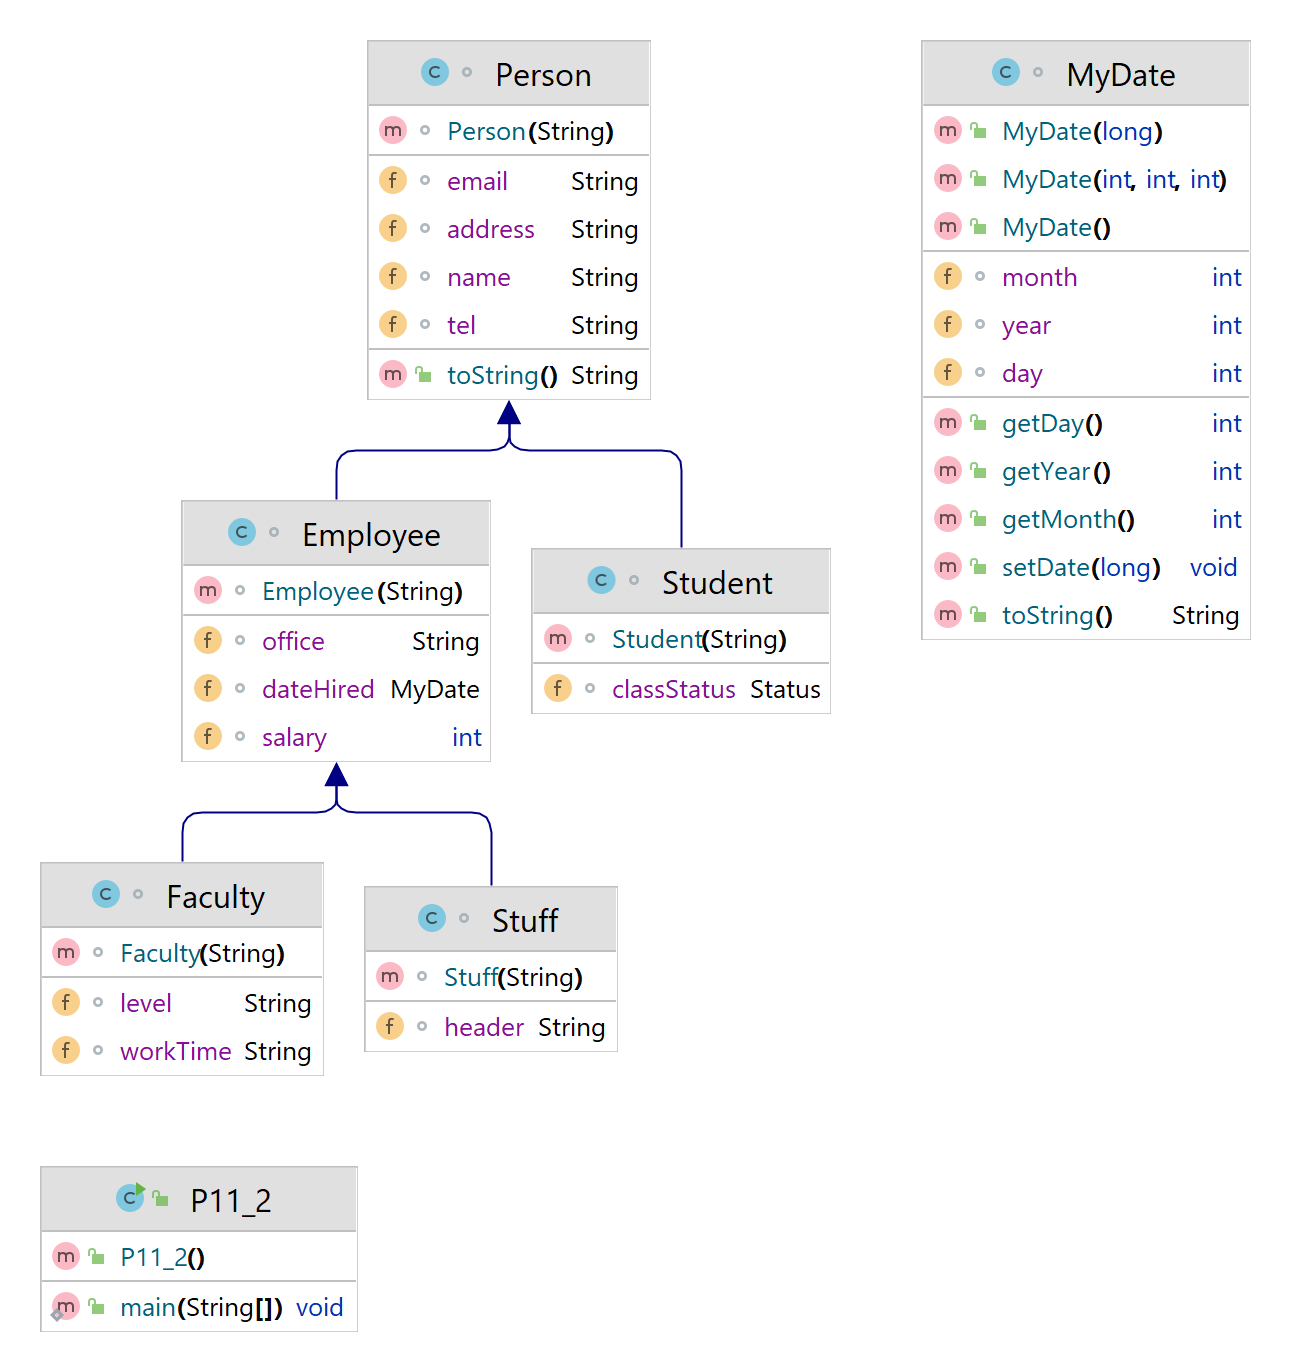 Person
Person(String)
email String
address String
name String
tel String
toString() String
MyDate
MyDate(long)
MyDate(int, int, int)
MyDate()
month int
year int
day int
getDay() int
getYear() int
getMonth() int
setDate(long) void
toString() String
Employee
Employee(String)
office String
dateHired MyDate
salary int
Student
Student(String)
classStatus Status
Faculty
Faculty(String)
level String
workTime String
Stuff
Stuff(String)
header String
P11_2
P11_2()
main(String[]) void